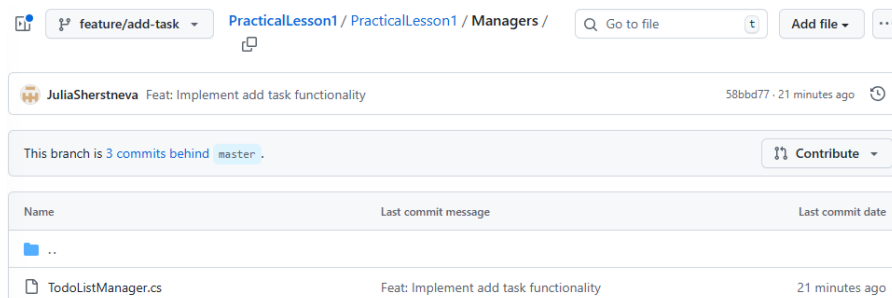 feature/add-task PracticalLesson1 / PracticalLesson1 / Managers / Go to file t Add file ...
JuliaSherstneva Feat: Implement add task functionality 58bbd77 · 21 minutes ago
This branch is 3 commits behind master . Contribute
Name Last commit message Last commit date
..
TodoListManager.cs Feat: Implement add task functionality 21 minutes ago